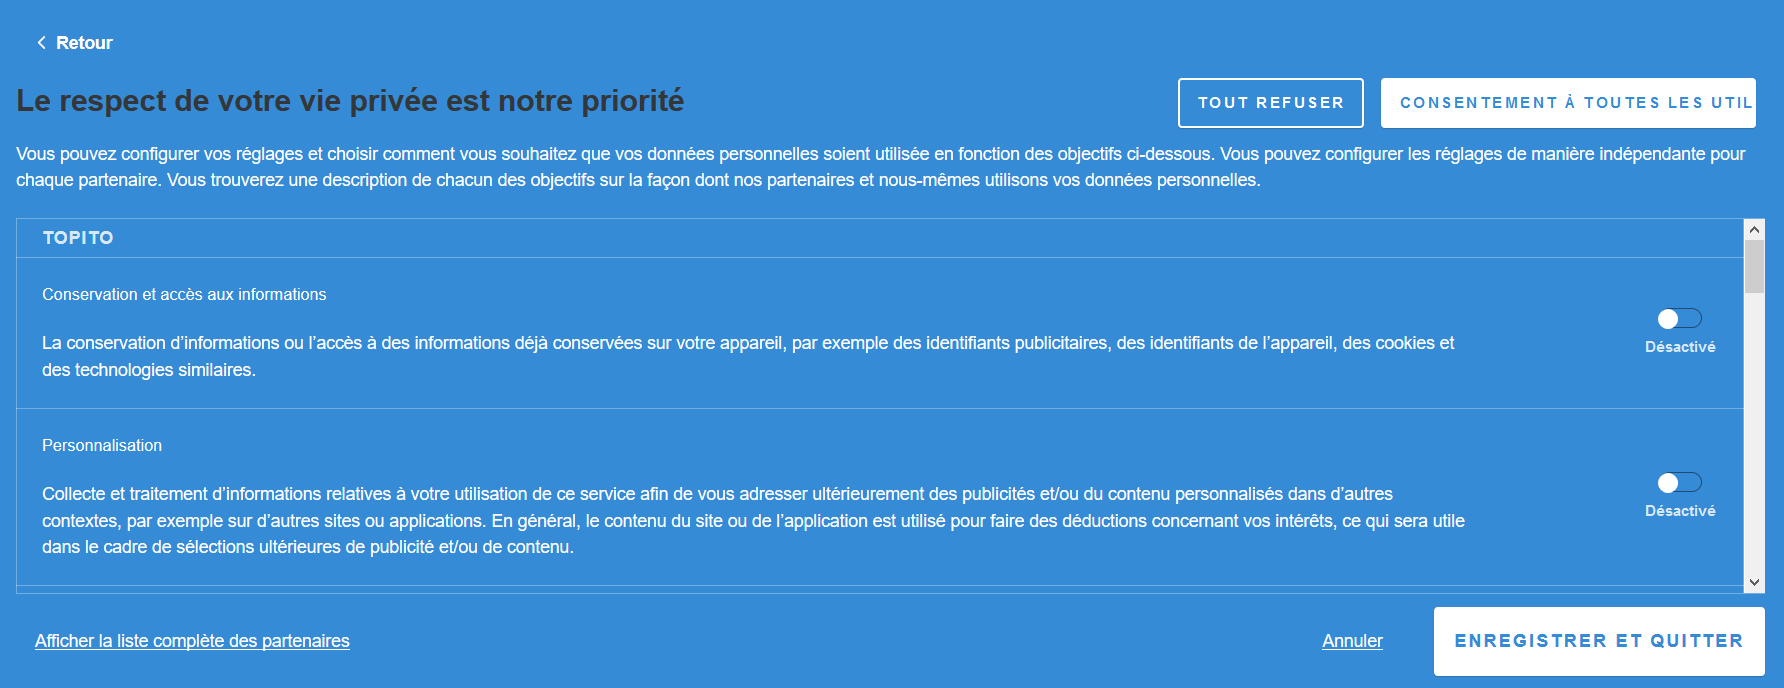 Retour
Le respect de votre vie privée est notre priorité
TOUT REFUSER
CONSENTEMENT À TOUTES LES UTIL
Vous pouvez configurer vos réglages et choisir comment vous souhaitez que vos données personnelles soient utilisée en fonction des objectifs ci-dessous. Vous pouvez configurer les réglages de manière indépendante pour
chaque partenaire. Vous trouverez une description de chacun des objectifs sur la façon dont nos partenaires et nous-mêmes utilisons vos données personnelles.
TOPITO
Conservation et accès aux informations
La conservation d’informations ou l’accès à des informations déjà conservées sur votre appareil, par exemple des identifiants publicitaires, des identifiants de l’appareil, des cookies et
des technologies similaires.
Désactivé
Personnalisation
Collecte et traitement d’informations relatives à votre utilisation de ce service afin de vous adresser ultérieurement des publicités et/ou du contenu personnalisés dans d’autres
contextes, par exemple sur d’autres sites ou applications. En général, le contenu du site ou de l’application est utilisé pour faire des déductions concernant vos intérêts, ce qui sera utile
dans le cadre de sélections ultérieures de publicité et/ou de contenu.
Désactivé
Afficher la liste complète des partenaires
Annuler
ENREGISTRER ET QUITTER